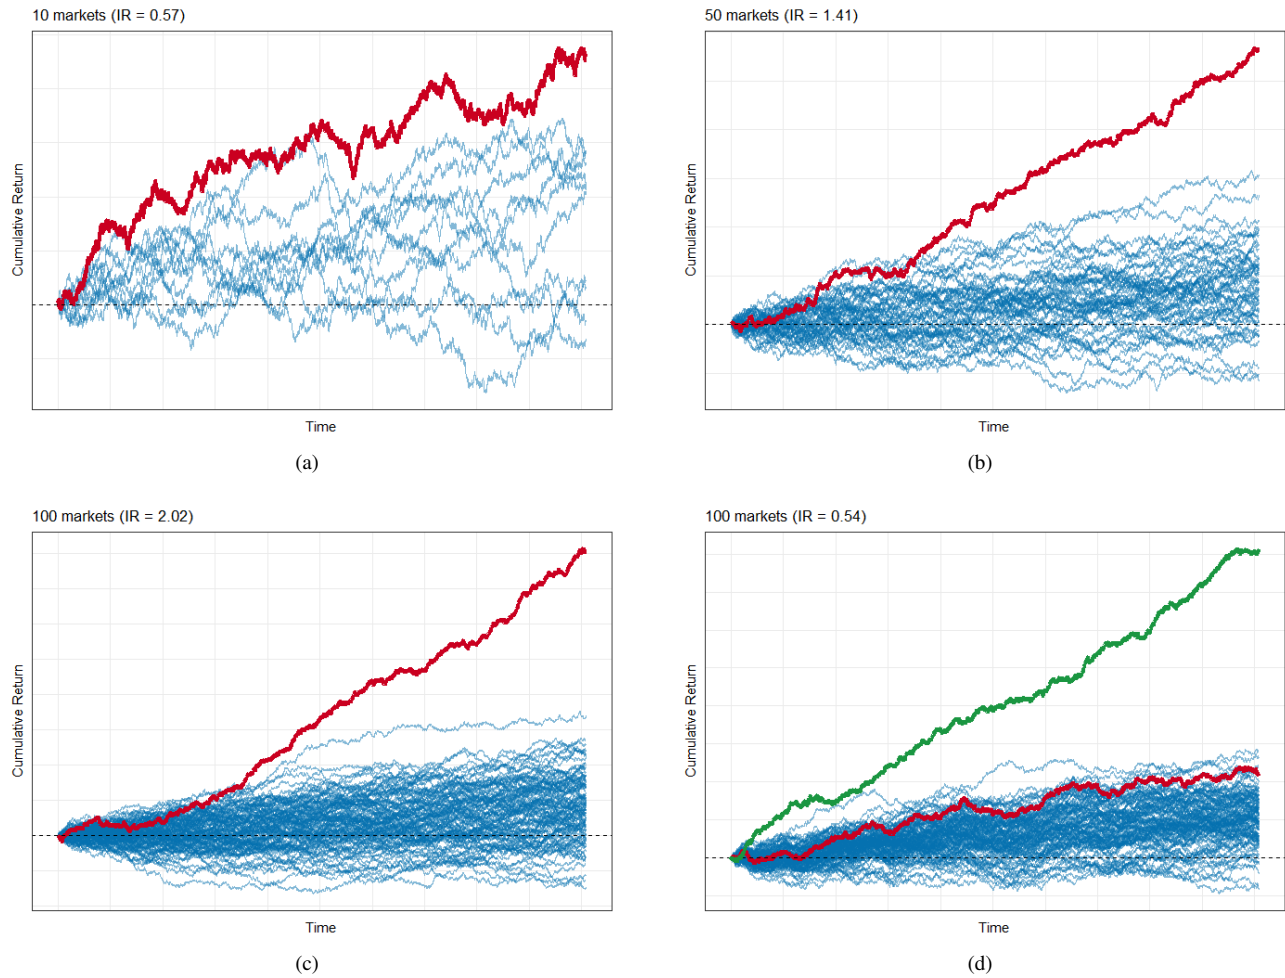 10 markets (IR = 0.57)
Cumulative Return
Time
(a)
50 markets (IR = 1.41)
Cumulative Return
Time
(b)
100 markets (IR = 2.02)
Cumulative Return
Time
(c)
100 markets (IR = 0.54)
Cumulative Return
Time
(d)